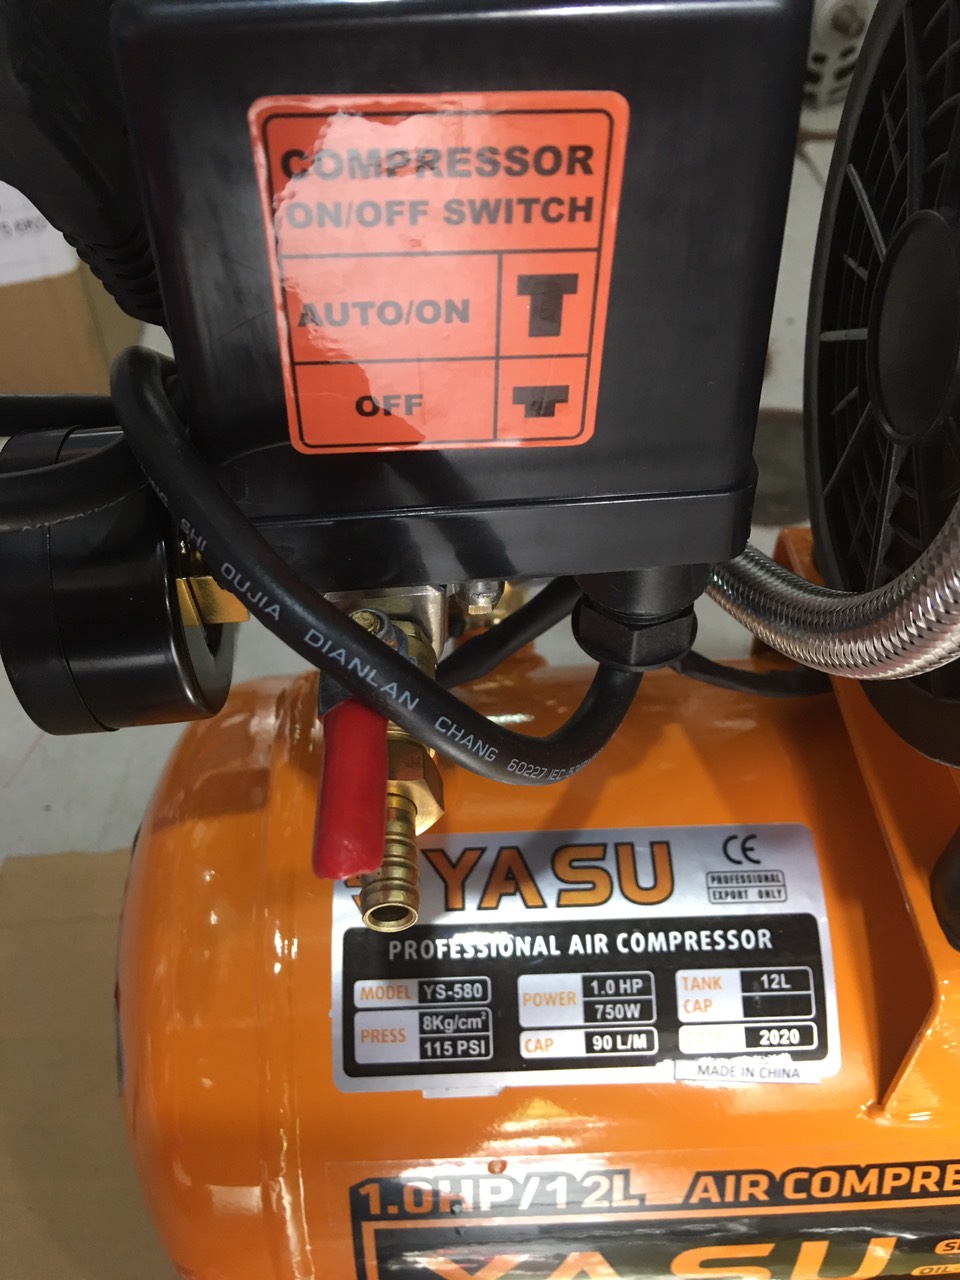 COMPRESSOR
ON/OFF SWITCH
AUTO/ON
OFF
SHI OUJIA DIANLAN CHANG 60227 IEC
YASU
CE
PROFESSIONAL
EXPORT ONLY
PROFESSIONAL AIR COMPRESSOR
MODEL YS-580
PRESS 8Kg/cm²
115 PSI
POWER 1.0 HP
750W
CAP 90 L/M
TANK CAP 12L
2020
MADE IN CHINA
1.0HP/12L AIR COMPRE
YASU